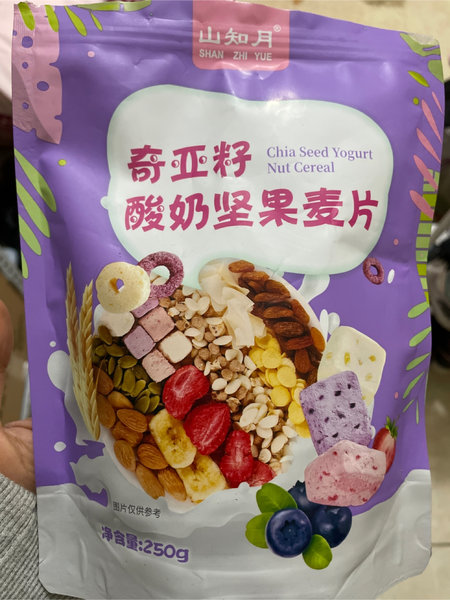 山知月®
SHAN ZHI YUE
奇亚籽
Chia Seed Yogurt
Nut Cereal
酸奶坚果麦片
图片仅供参考
净含量:250g